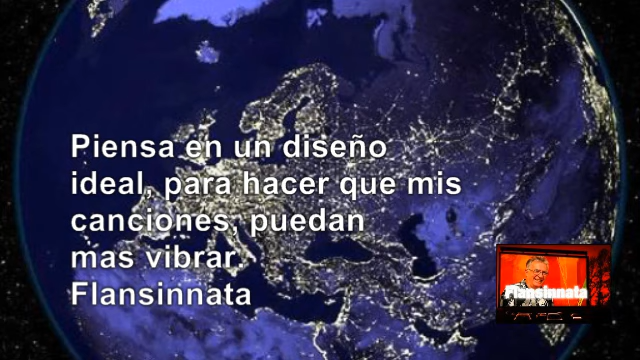 Piensa en un diseño
ideal, para hacer que mis
canciones, puedan
mas vibrar.
Flansinnata
Flansinnata